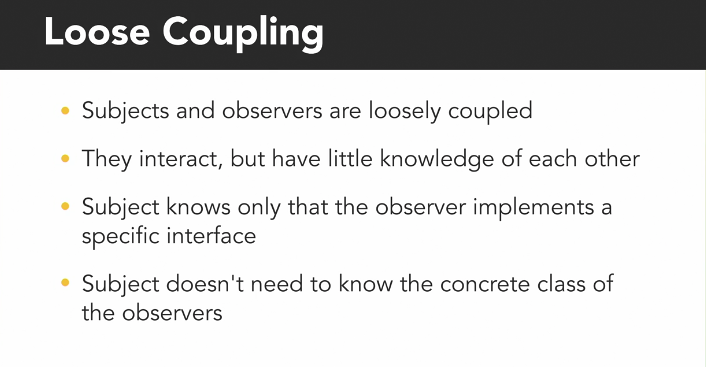 Loose Coupling
• Subjects and observers are loosely coupled
• They interact, but have little knowledge of each other
• Subject knows only that the observer implements a
specific interface
• Subject doesn't need to know the concrete class of
the observers